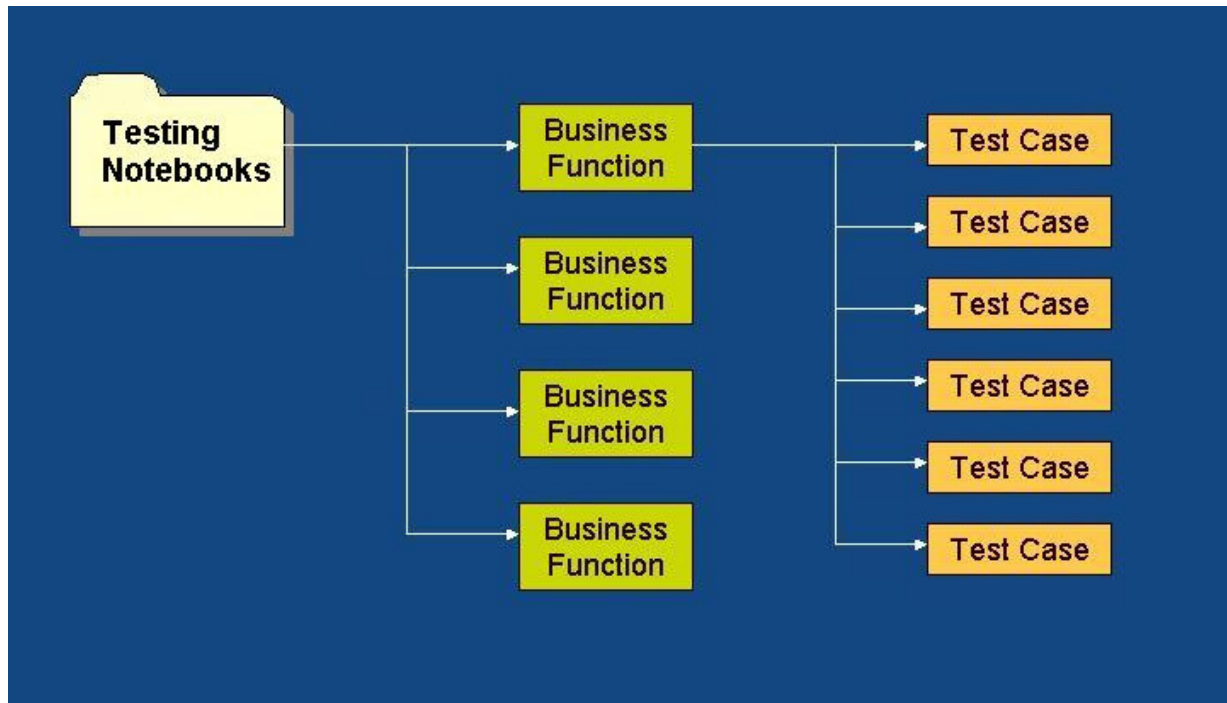 Testing
Notebooks
Business
Function
Business
Function
Business
Function
Business
Function
Test Case
Test Case
Test Case
Test Case
Test Case
Test Case